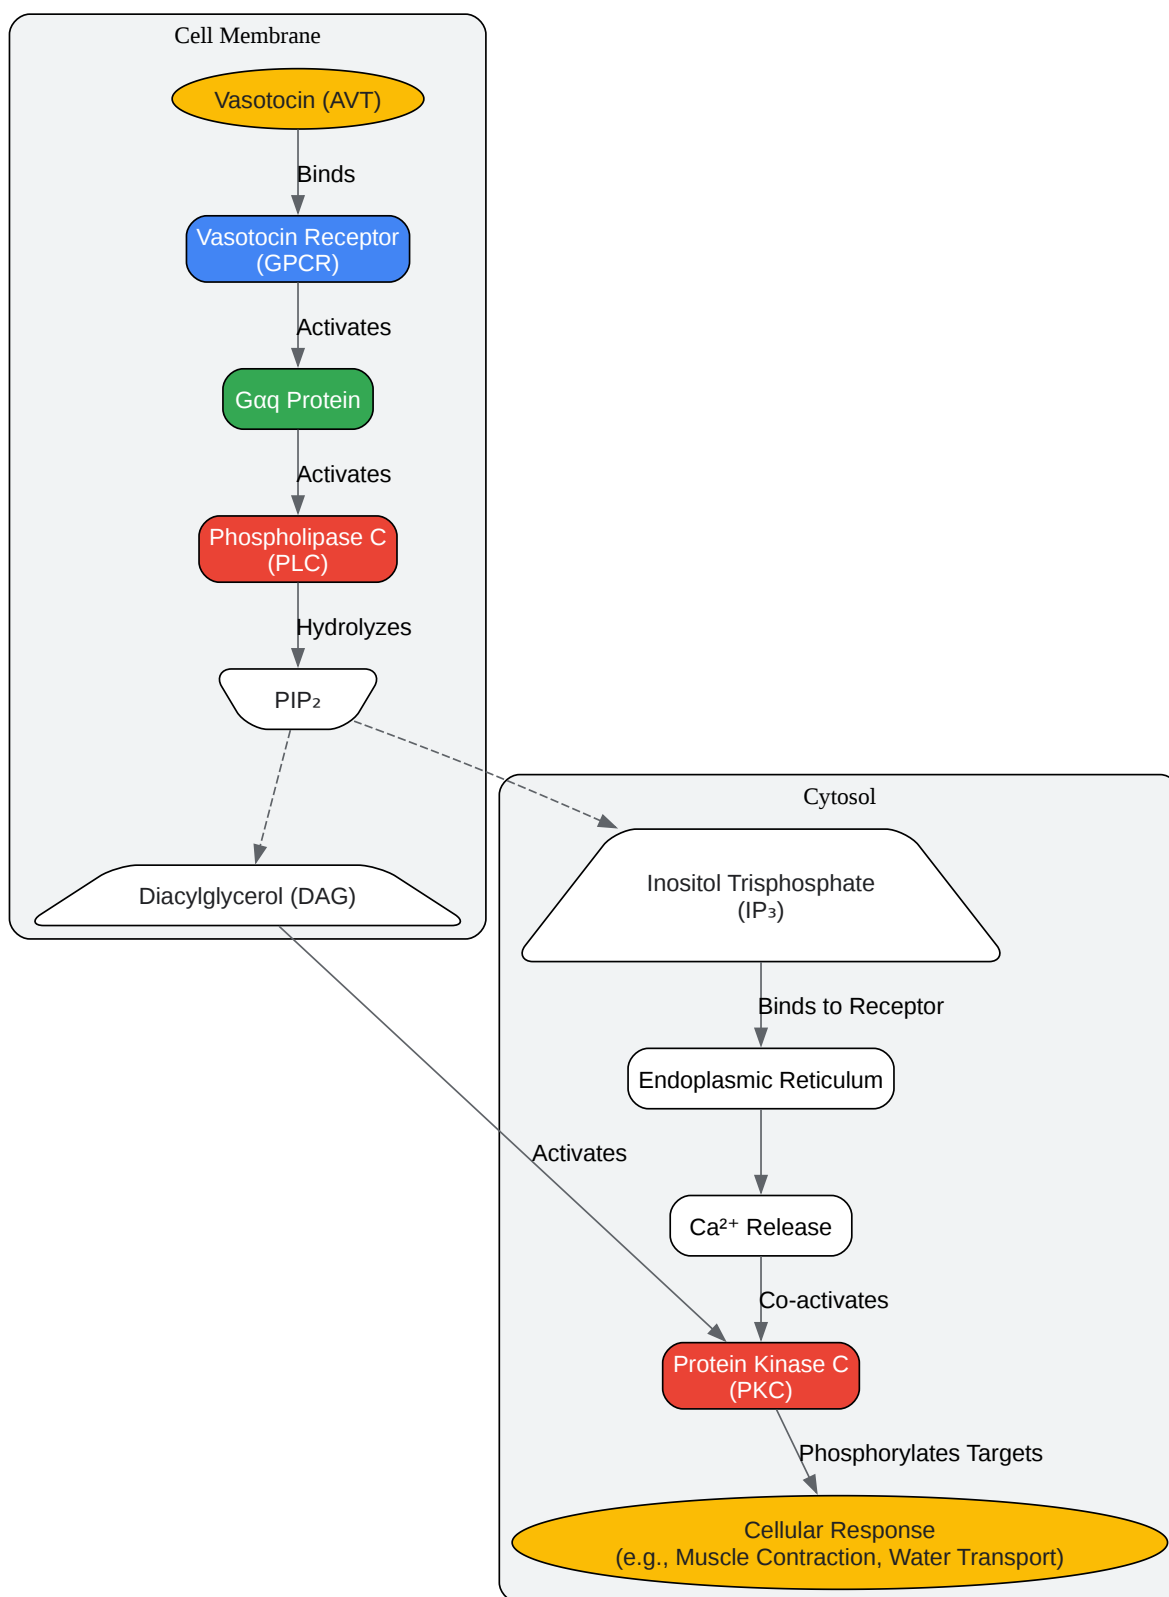 Cell Membrane
Vasotocin (AVT)
Binds
Vasotocin Receptor
(GPCR)
Activates
Gαq Protein
Activates
Phospholipase C
(PLC)
Hydrolyzes
PIP₂
Diacylglycerol (DAG)
Cytosol
Inositol Trisphosphate
(IP₃)
Binds to Receptor
Endoplasmic Reticulum
Activates
Ca²⁺ Release
Co-activates
Protein Kinase C
(PKC)
Phosphorylates Targets
Cellular Response
(e.g., Muscle Contraction, Water Transport)